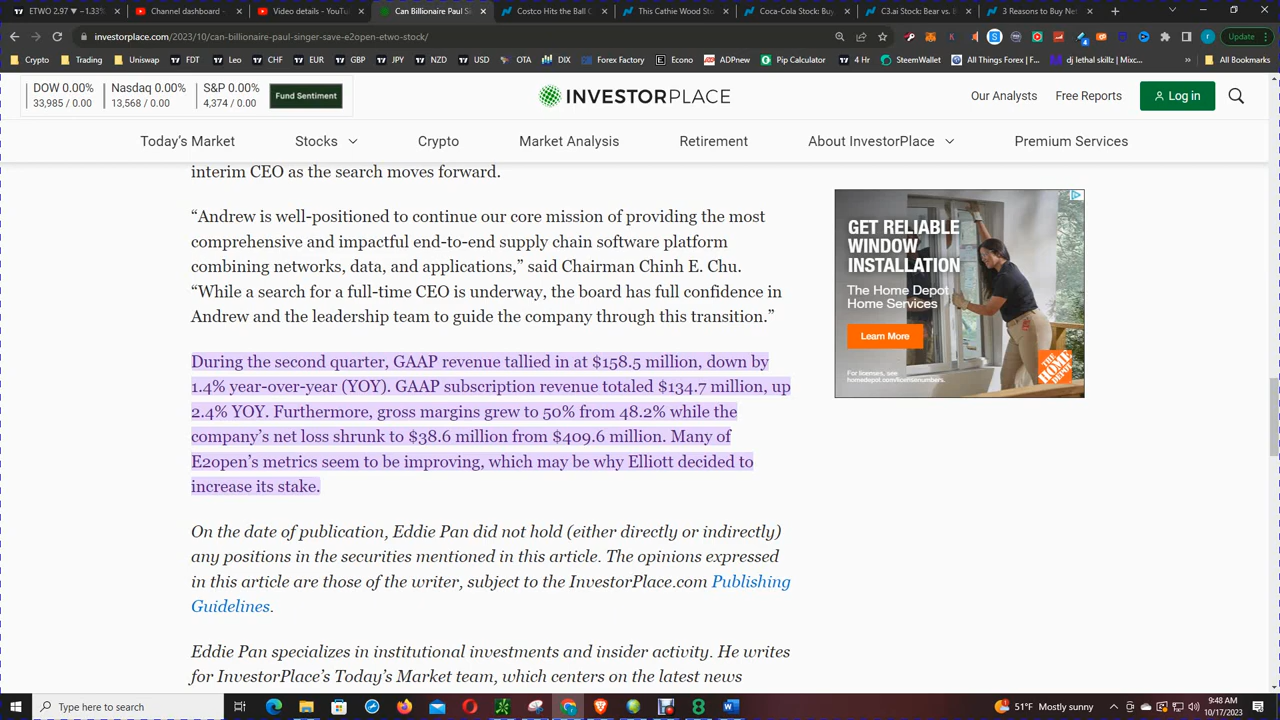 ETWO 2.97 ▼ −1.33%
Channel dashboard -
Video details - YouTu
Can Billionaire Paul S
Costco Hits the Ball O
This Cathie Wood Sto
Coca-Cola Stock: Buy
C3.ai Stock: Bear vs. B
3 Reasons to Buy Net
investorplace.com/2023/10/can-billionaire-paul-singer-save-e2open-etwo-stock/
Update
Crypto Trading Uniswap FDT Leo CHF EUR GBP JPY NZD USD OTA DIX Forex Factory Econo ADPnew Pip Calculator 4 Hr SteemWallet All Things Forex | F... dj lethal skillz | Mixc... » All Bookmarks
DOW 0.00% Nasdaq 0.00% S&P 0.00%
33,985 / 0.00 13,568 / 0.00 4,374 / 0.00
Fund Sentiment
INVESTORPLACE
Our Analysts Free Reports Log in
Today's Market Stocks Crypto Market Analysis Retirement About InvestorPlace Premium Services
interim CEO as the search moves forward.
“Andrew is well-positioned to continue our core mission of providing the most
comprehensive and impactful end-to-end supply chain software platform
combining networks, data, and applications,” said Chairman Chinh E. Chu.
“While a search for a full-time CEO is underway, the board has full confidence in
Andrew and the leadership team to guide the company through this transition.”
During the second quarter, GAAP revenue tallied in at $158.5 million, down by
1.4% year-over-year (YOY). GAAP subscription revenue totaled $134.7 million, up
2.4% YOY. Furthermore, gross margins grew to 50% from 48.2% while the
company’s net loss shrunk to $38.6 million from $409.6 million. Many of
E2open’s metrics seem to be improving, which may be why Elliott decided to
increase its stake.
On the date of publication, Eddie Pan did not hold (either directly or indirectly)
any positions in the securities mentioned in this article. The opinions expressed
in this article are those of the writer, subject to the InvestorPlace.com Publishing
Guidelines.
Eddie Pan specializes in institutional investments and insider activity. He writes
for InvestorPlace’s Today’s Market team, which centers on the latest news
GET RELIABLE
WINDOW
INSTALLATION
The Home Depot
Home Services
Learn More
For licenses, see
homedepot.com/licensenumbers.
THE HOME DEPOT
Type here to search
51°F Mostly sunny
9:48 AM
10/17/2023